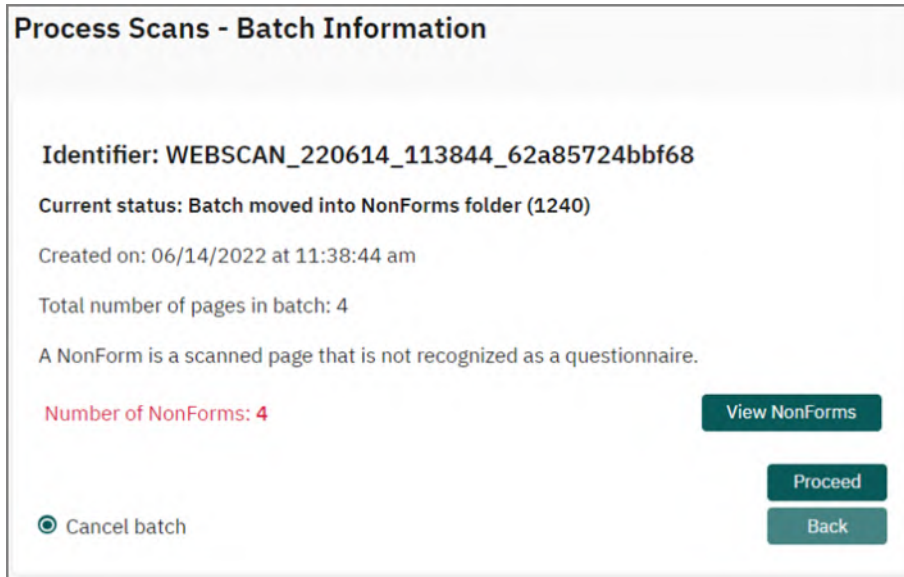 Process Scans - Batch Information
Identifier: WEBSCAN_220614_113844_62a85724bbf68
Current status: Batch moved into NonForms folder (1240)
Created on: 06/14/2022 at 11:38:44 am
Total number of pages in batch: 4
A NonForm is a scanned page that is not recognized as a questionnaire.
Number of NonForms: 4
View NonForms
Proceed
Cancel batch
Back